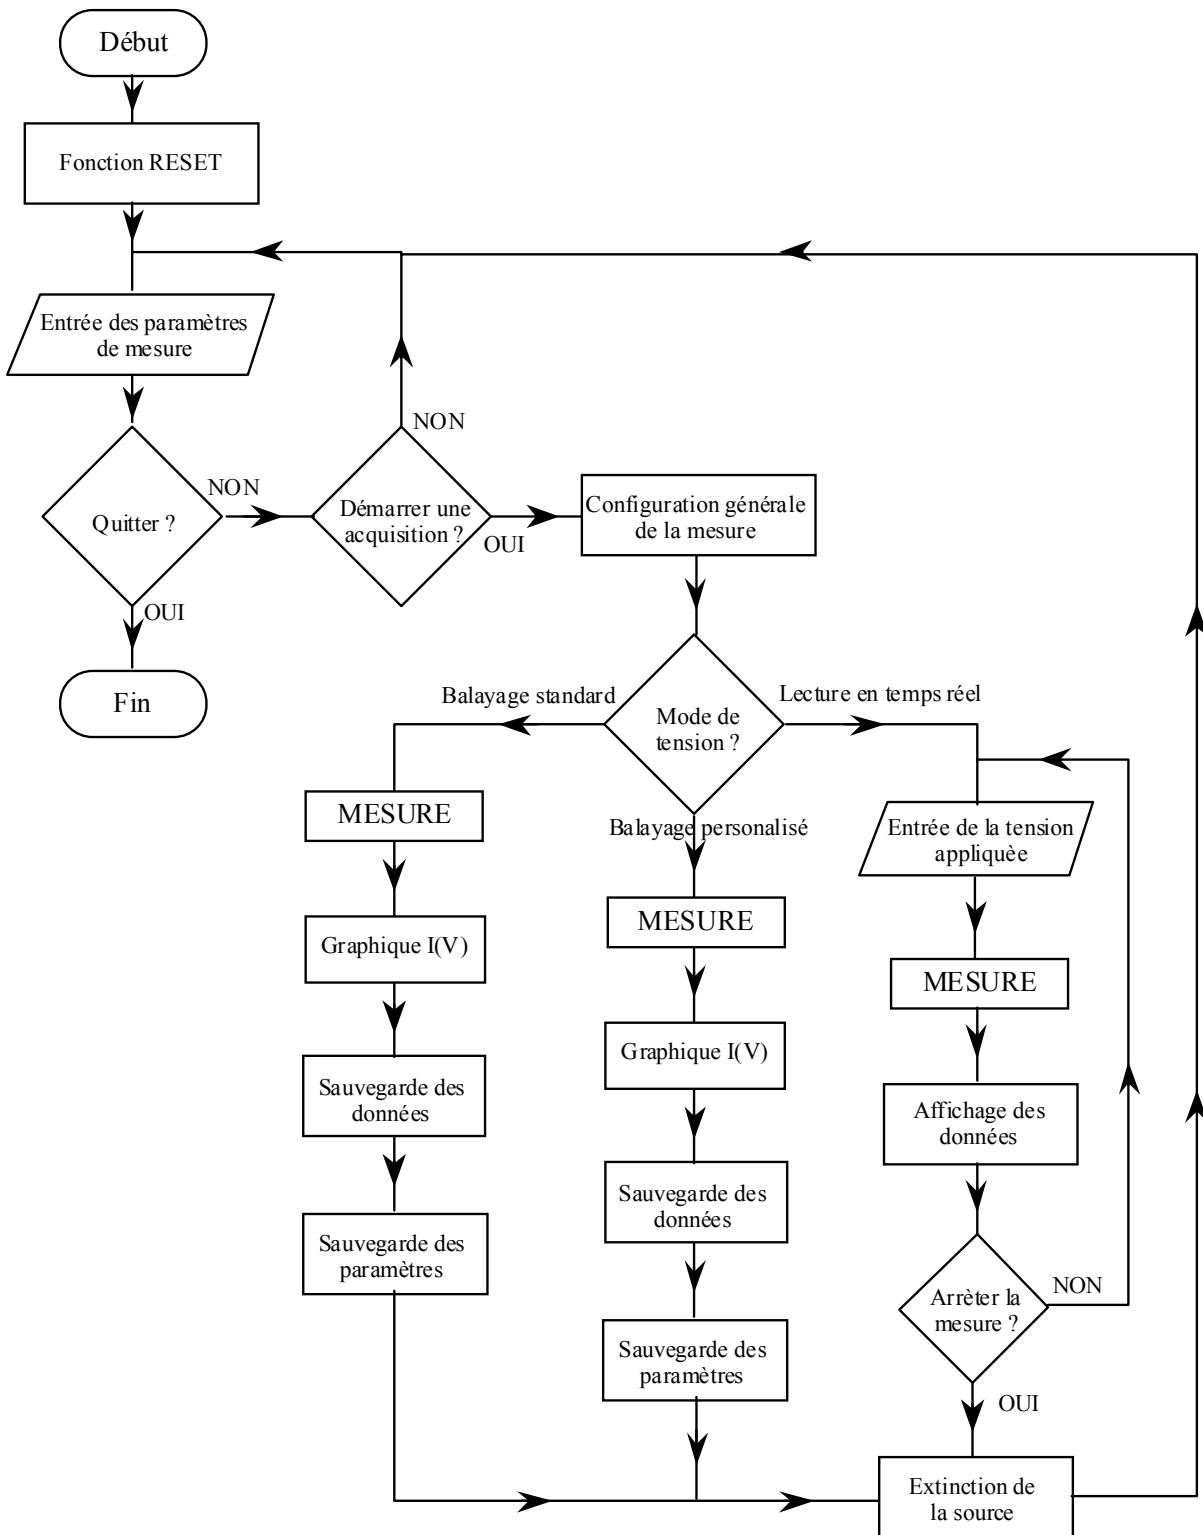 Début
Fonction RESET
Entrée des paramètres
de mesure
NON
Quitter ?
NON
Démarrer une
acquisition ?
OUI
Configuration générale
de la mesure
OUI
Fin
Balayage standard
Mode de
tension ?
Lecture en temps réel
MESURE
Graphique I(V)
Sauvegarde des
données
Sauvegarde des
paramètres
Balayage personalisé
MESURE
Graphique I(V)
Sauvegarde des
données
Sauvegarde des
paramètres
Entrée de la tension
appliquèe
MESURE
Affichage des
données
Arrèter la
mesure ?
NON
OUI
Extinction de
la source